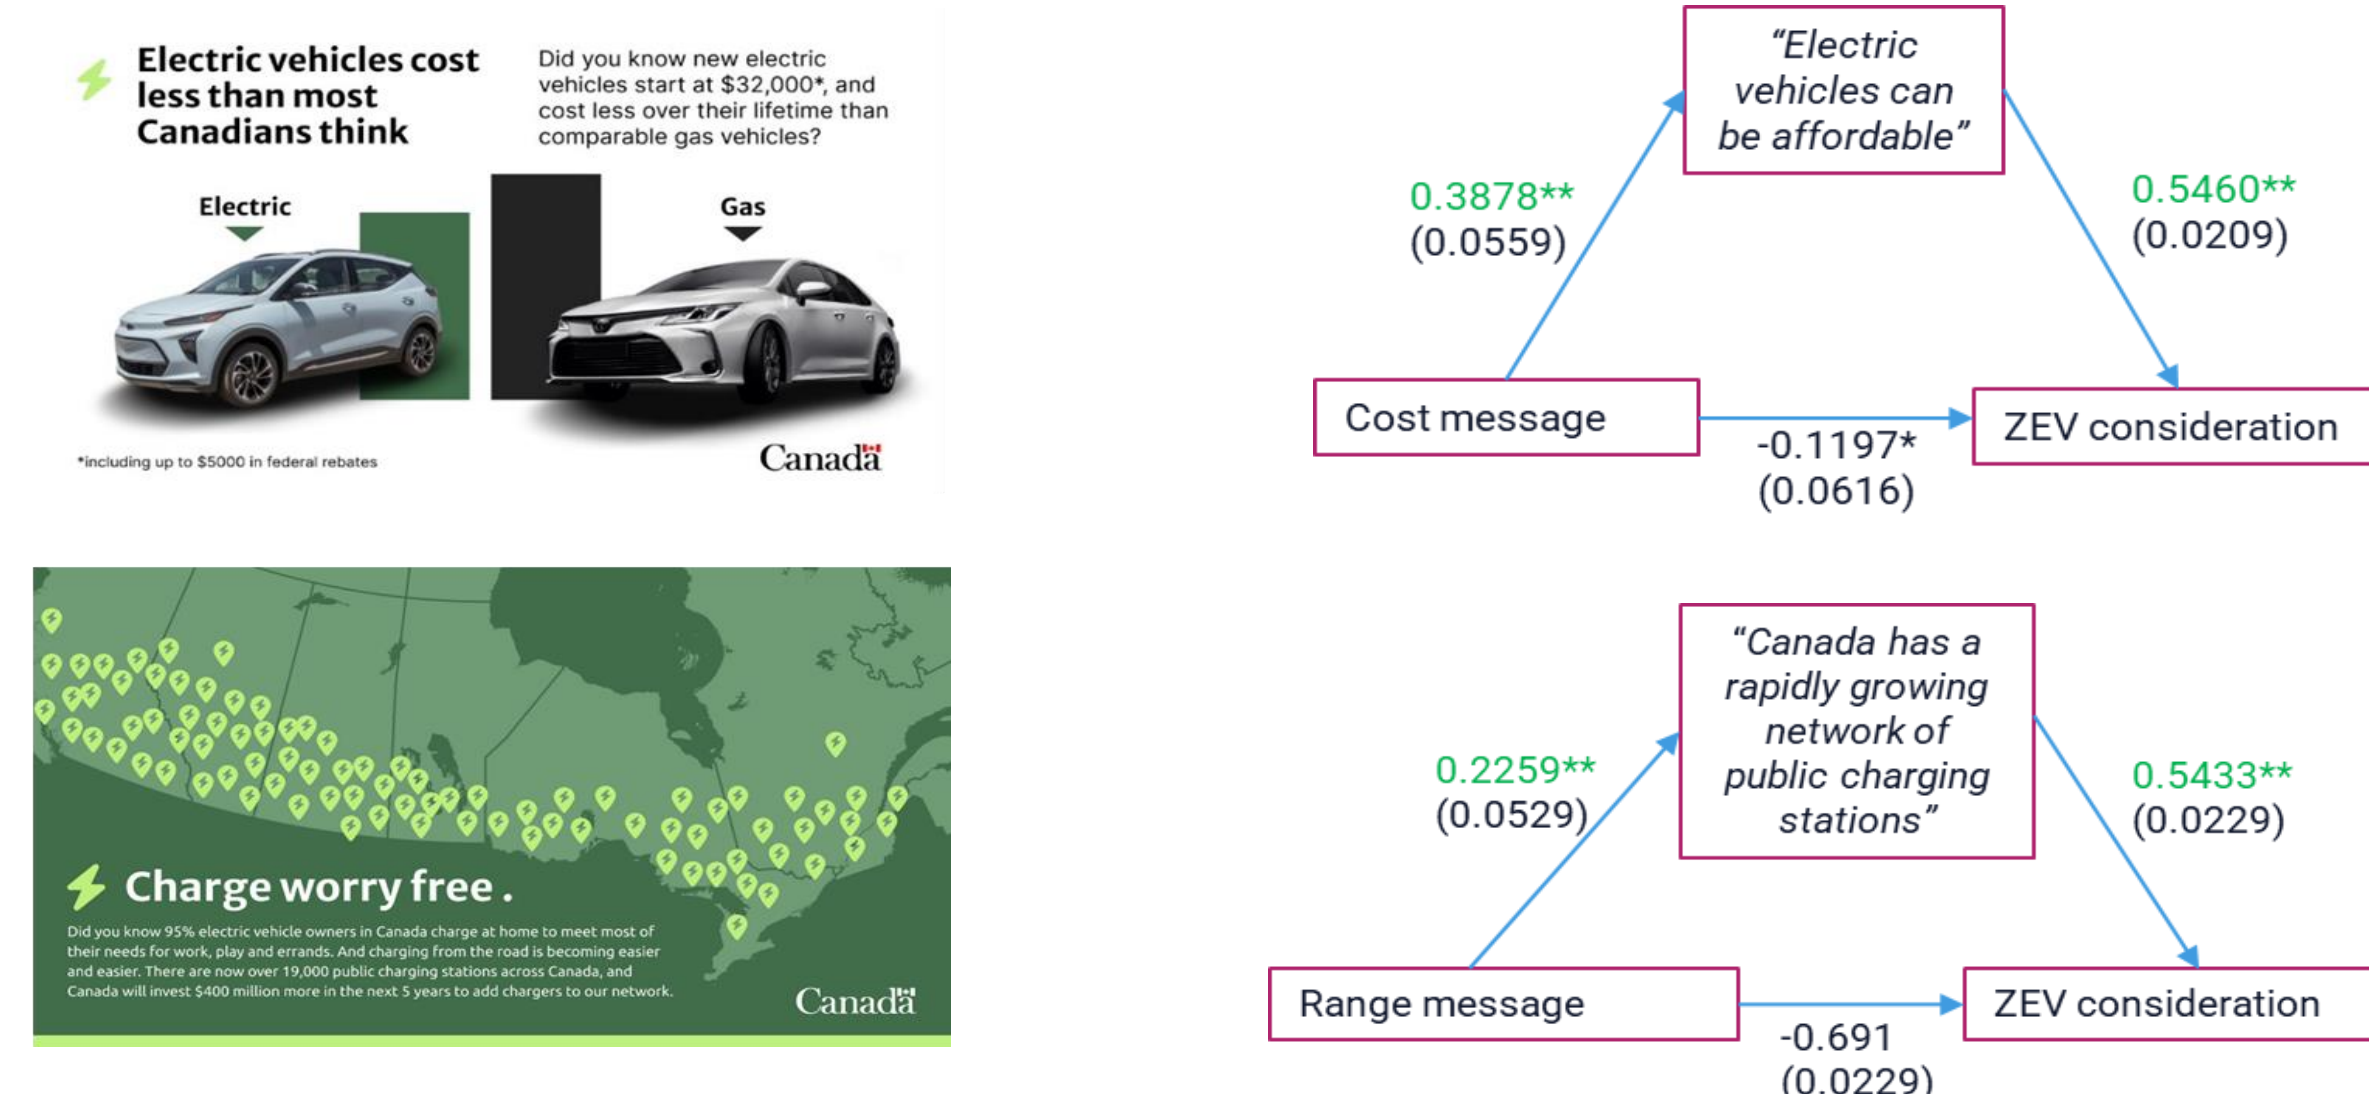 Electric vehicles cost
less than most
Canadians think
Did you know new electric
vehicles start at $32,000*, and
cost less over their lifetime than
comparable gas vehicles?
Electric
Gas
*including up to $5000 in federal rebates
Canada
“Electric
vehicles can
be affordable”
0.3878**
(0.0559)
0.5460**
(0.0209)
Cost message
-0.1197*
(0.0616)
ZEV consideration
Charge worry free .
Did you know 95% electric vehicle owners in Canada charge at home to meet most of
their needs for work, play and errands. And charging from the road is becoming easier
and easier. There are now over 19,000 public charging stations across Canada, and
Canada will invest $400 million more in the next 5 years to add chargers to our network.
Canada
“Canada has a
rapidly growing
network of
public charging
stations”
0.2259**
(0.0529)
0.5433**
(0.0229)
Range message
-0.691
(0.0229)
ZEV consideration